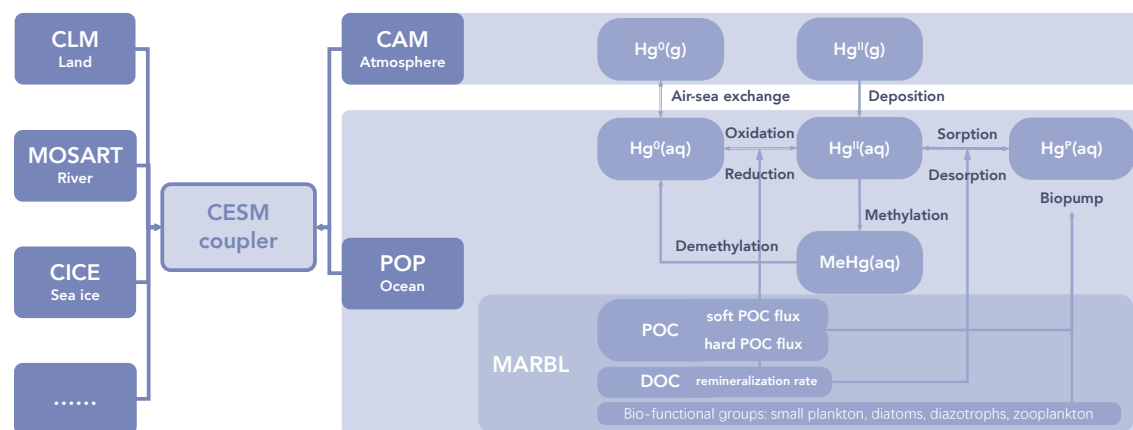 CLM
Land
MOSART
River
CICE
Sea ice
......
CESM
coupler
CAM
Atmosphere
POP
Ocean
Hg⁰(g)
Hgᴵᴵ(g)
Air-sea exchange
Deposition
Hg⁰(aq)
Oxidation
Reduction
Hgᴵᴵ(aq)
Sorption
Desorption
Hgᴾ(aq)
Biopump
Methylation
Demethylation
MeHg(aq)
MARBL
POC
soft POC flux
hard POC flux
DOC
remineralization rate
Bio-functional groups: small plankton, diatoms, diazotrophs, zooplankton